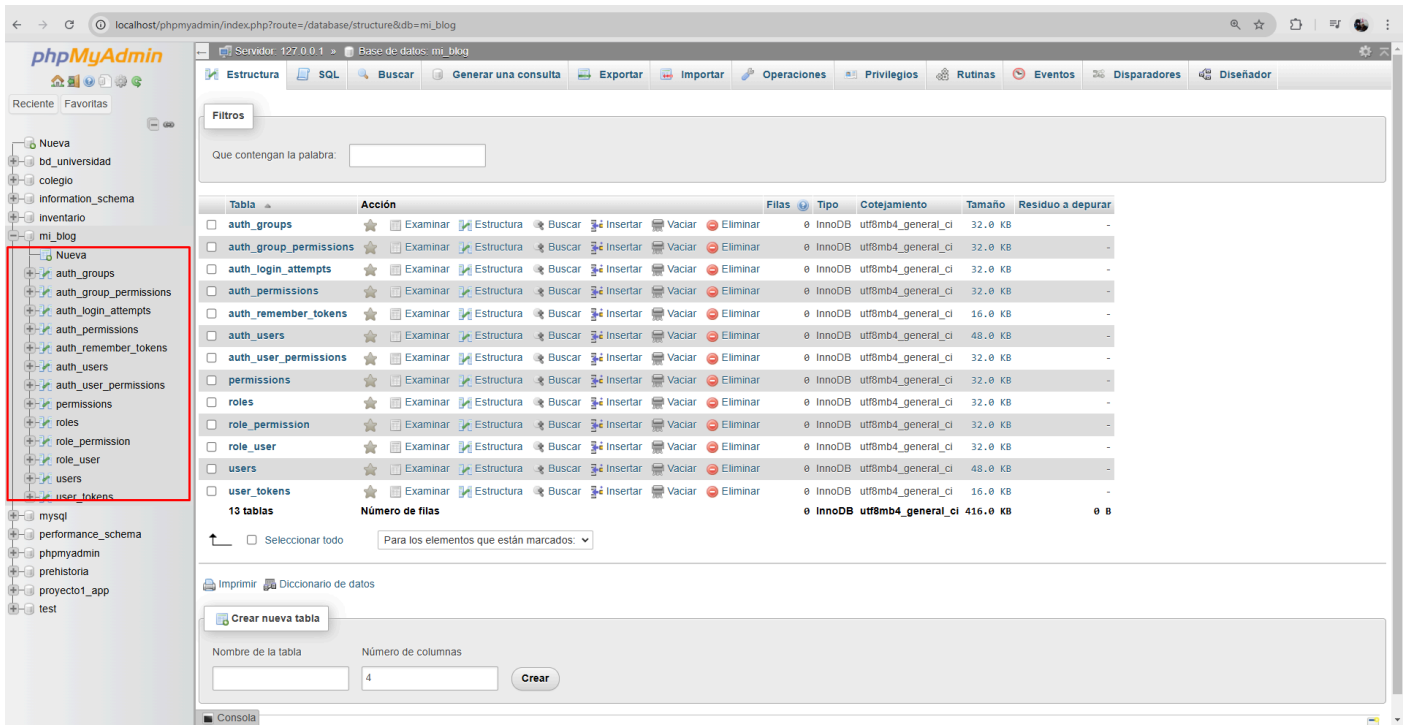 localhost/phpmyadmin/index.php?route=/database/structure&db=mi_blog
phpMyAdmin
Reciente Favoritas
Nueva
bd_universidad
colegio
information_schema
inventario
mi_blog
Nueva
auth_groups
auth_group_permissions
auth_login_attempts
auth_permissions
auth_remember_tokens
auth_users
auth_user_permissions
permissions
roles
role_permission
role_user
users
user_tokens
mysql
performance_schema
phpmyadmin
prehistoria
proyecto1_app
test
Servidor: 127.0.0.1 » Base de datos: mi_blog
Estructura SQL Buscar Generar una consulta Exportar Importar Operaciones Privilegios Rutinas Eventos Disparadores Diseñador
Filtros
Que contengan la palabra:
Tabla Acción Filas Tipo Cotejamiento Tamaño Residuo a depurar
auth_groups Examinar Estructura Buscar Insertar Vaciar Eliminar 0 InnoDB utf8mb4_general_ci 32.0 KB -
auth_group_permissions Examinar Estructura Buscar Insertar Vaciar Eliminar 0 InnoDB utf8mb4_general_ci 32.0 KB -
auth_login_attempts Examinar Estructura Buscar Insertar Vaciar Eliminar 0 InnoDB utf8mb4_general_ci 32.0 KB -
auth_permissions Examinar Estructura Buscar Insertar Vaciar Eliminar 0 InnoDB utf8mb4_general_ci 32.0 KB -
auth_remember_tokens Examinar Estructura Buscar Insertar Vaciar Eliminar 0 InnoDB utf8mb4_general_ci 16.0 KB -
auth_users Examinar Estructura Buscar Insertar Vaciar Eliminar 0 InnoDB utf8mb4_general_ci 48.0 KB -
auth_user_permissions Examinar Estructura Buscar Insertar Vaciar Eliminar 0 InnoDB utf8mb4_general_ci 32.0 KB -
permissions Examinar Estructura Buscar Insertar Vaciar Eliminar 0 InnoDB utf8mb4_general_ci 32.0 KB -
roles Examinar Estructura Buscar Insertar Vaciar Eliminar 0 InnoDB utf8mb4_general_ci 32.0 KB -
role_permission Examinar Estructura Buscar Insertar Vaciar Eliminar 0 InnoDB utf8mb4_general_ci 32.0 KB -
role_user Examinar Estructura Buscar Insertar Vaciar Eliminar 0 InnoDB utf8mb4_general_ci 32.0 KB -
users Examinar Estructura Buscar Insertar Vaciar Eliminar 0 InnoDB utf8mb4_general_ci 48.0 KB -
user_tokens Examinar Estructura Buscar Insertar Vaciar Eliminar 0 InnoDB utf8mb4_general_ci 16.0 KB -
13 tablas Número de filas 0 InnoDB utf8mb4_general_ci 416.0 KB 0 B
Seleccionar todo Para los elementos que están marcados:
Imprimir Diccionario de datos
Crear nueva tabla
Nombre de la tabla Número de columnas
4 Crear
Consola